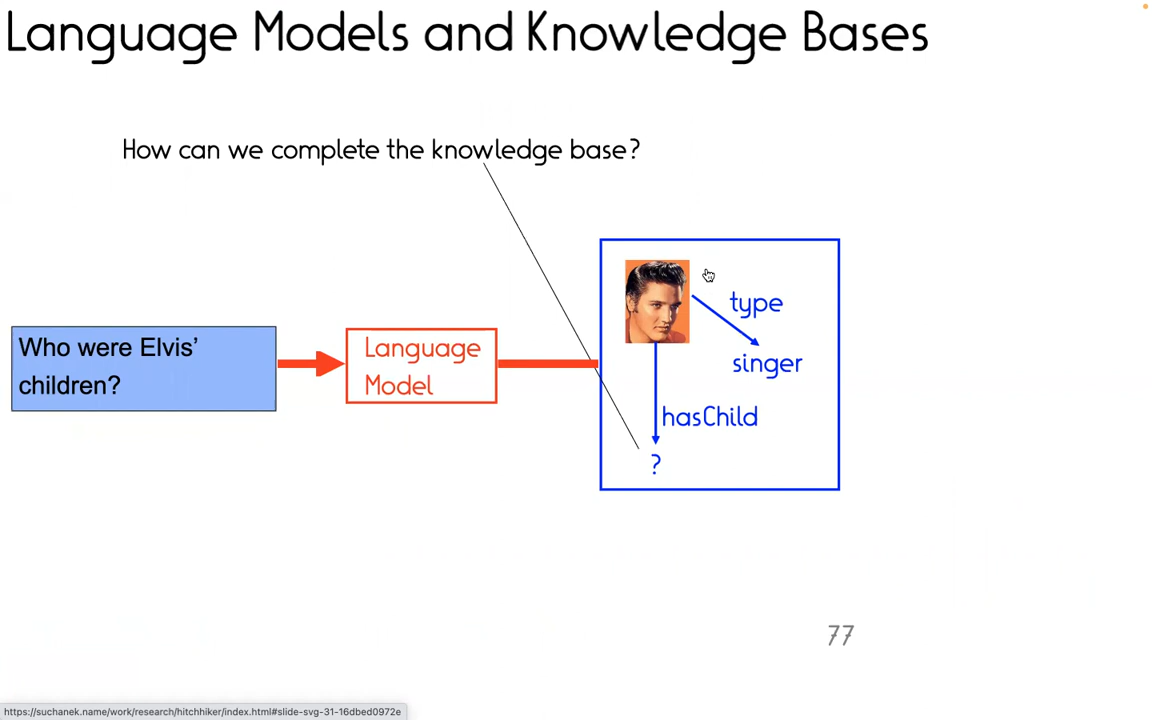 Language Models and Knowledge Bases
How can we complete the knowledge base?
type
Who were Elvis’
children?
Language
Model
singer
hasChild
?
77
https://suchanek.name/work/research/hitchhiker/index.html#slide-svg-31-16dbed0972e